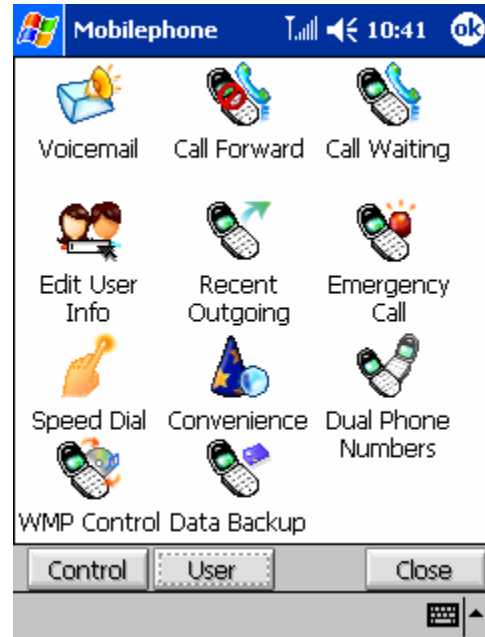 Mobilephone 10:41 ok
Voicemail Call Forward Call Waiting
Edit User Recent Emergency
Info Outgoing Call
Speed Dial Convenience Dual Phone
Numbers
WMP Control Data Backup
Control User Close